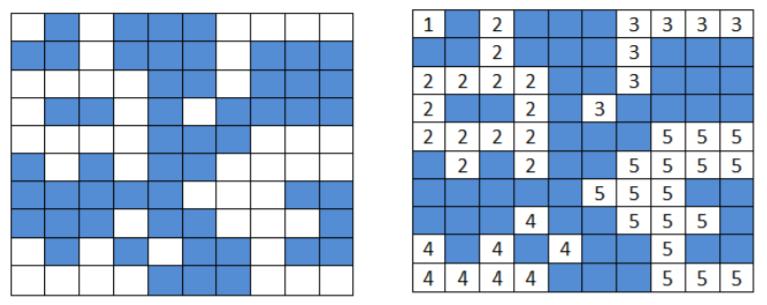 1 2 3 3 3 3
2 3
2 2 2 2 3
2 2 3
2 2 2 2 5 5 5
2 2 5 5 5 5
5 5 5
4 5 5 5
4 4 4 5
4 4 4 4 5 5 5